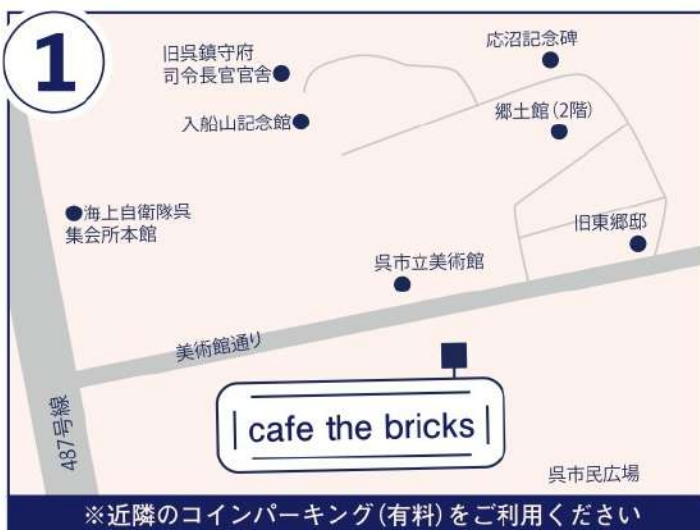 1
旧呉鎮守府
司令長官官舎
応沼記念碑
入船山記念館
郷土館(2階)
海上自衛隊呉
集会所本館
旧東郷邸
呉市立美術館
美術館通り
487号線
cafe the bricks
呉市民広場
※近隣のコインパーキング(有料)をご利用ください